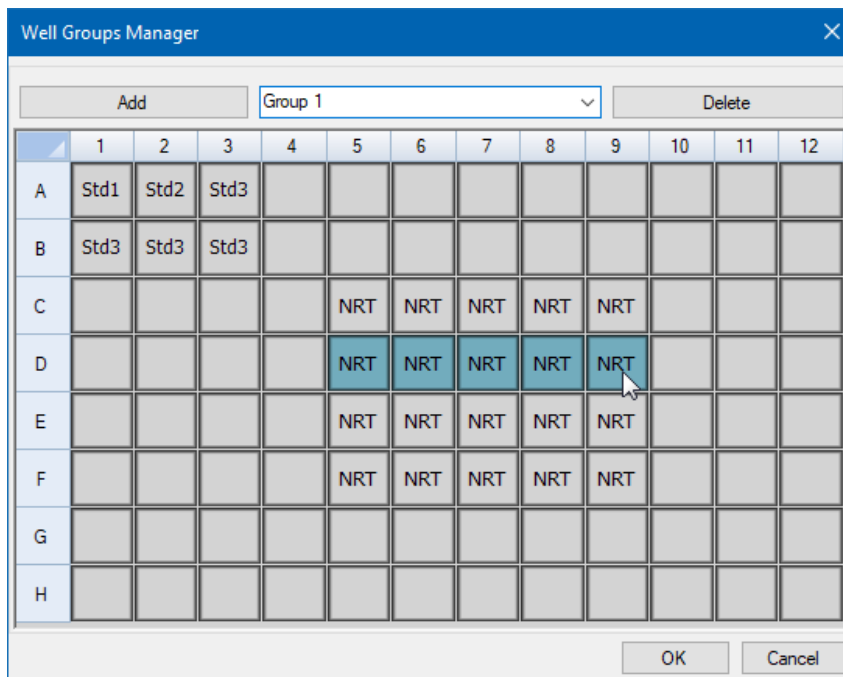 Well Groups Manager
Add Group 1 Delete
1 2 3 4 5 6 7 8 9 10 11 12
A Std1 Std2 Std3
B Std3 Std3 Std3
C NRT NRT NRT NRT NRT
D NRT NRT NRT NRT NRT
E NRT NRT NRT NRT NRT
F NRT NRT NRT NRT NRT
G
H
OK Cancel